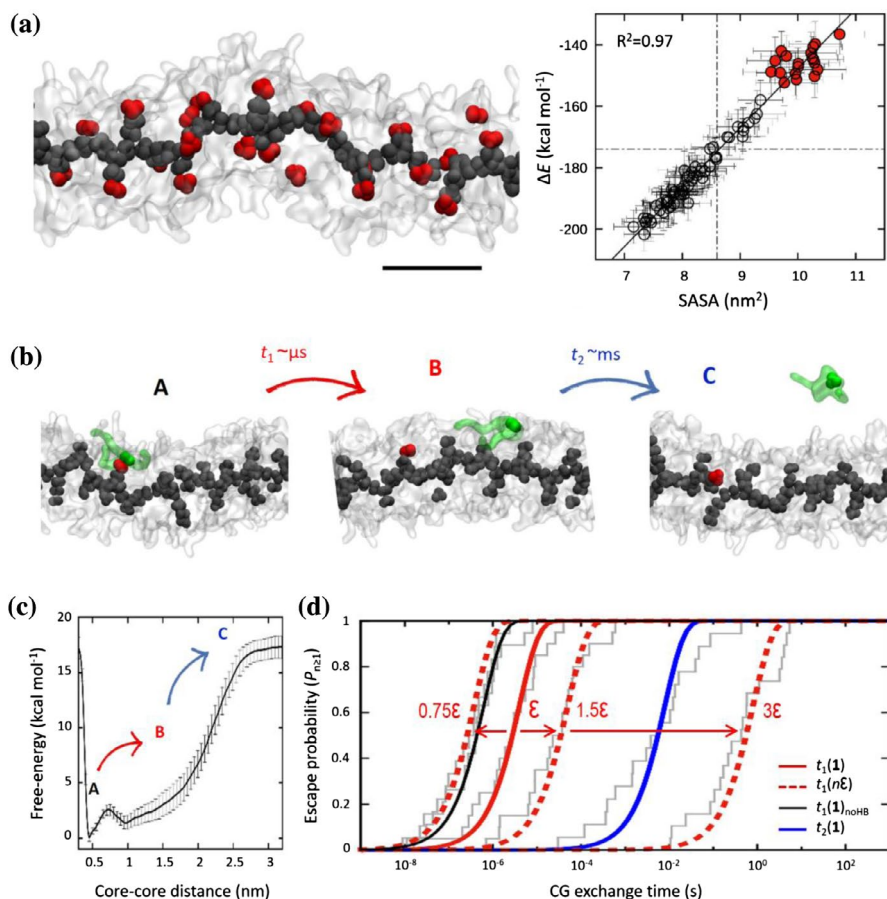 (a)
R²=0.97
-140
-160
-180
-200
ΔE (kcal mol⁻¹)
7 8 9 10 11
SASA (nm²)
(b)
t₁ ~μs
t₂ ~ms
A
B
C
(c)
(d)
20
15
10
5
0
Free-energy (kcal mol⁻¹)
A
B
C
0.5 1 1.5 2 2.5 3
Core-core distance (nm)
1
0.8
0.6
0.4
0.2
0
Escape probability (Pₙ≥₁)
0.75ε ε 1.5ε 3ε
t₁(1)
t₁(nε)
t₁(1)noHB
t₂(1)
10⁻⁸ 10⁻⁶ 10⁻⁴ 10⁻² 10⁰ 10²
CG exchange time (s)